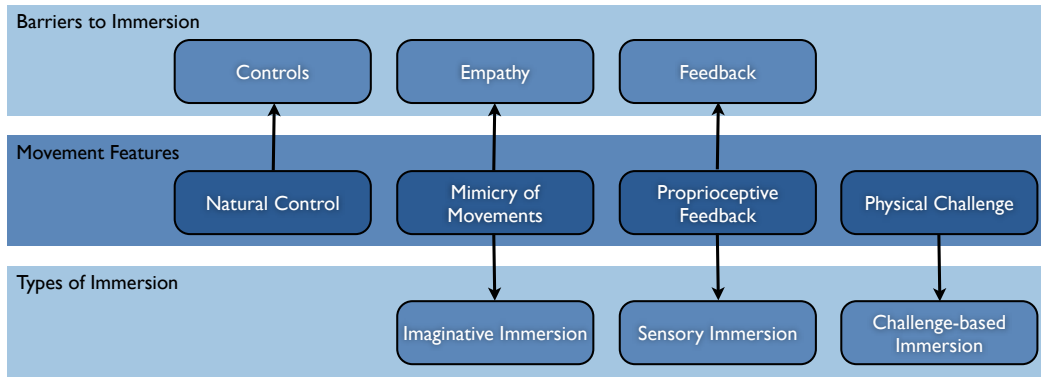 Barriers to Immersion
Controls
Empathy
Feedback
Movement Features
Natural Control
Mimicry of
Movements
Proprioceptive
Feedback
Physical Challenge
Types of Immersion
Imaginative Immersion
Sensory Immersion
Challenge-based
Immersion